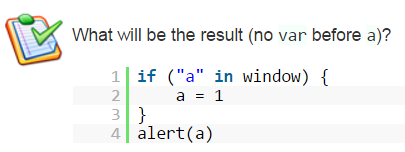 What will be the result (no var before a)?
1 if ("a" in window) {
2     a = 1
3 }
4 alert(a)